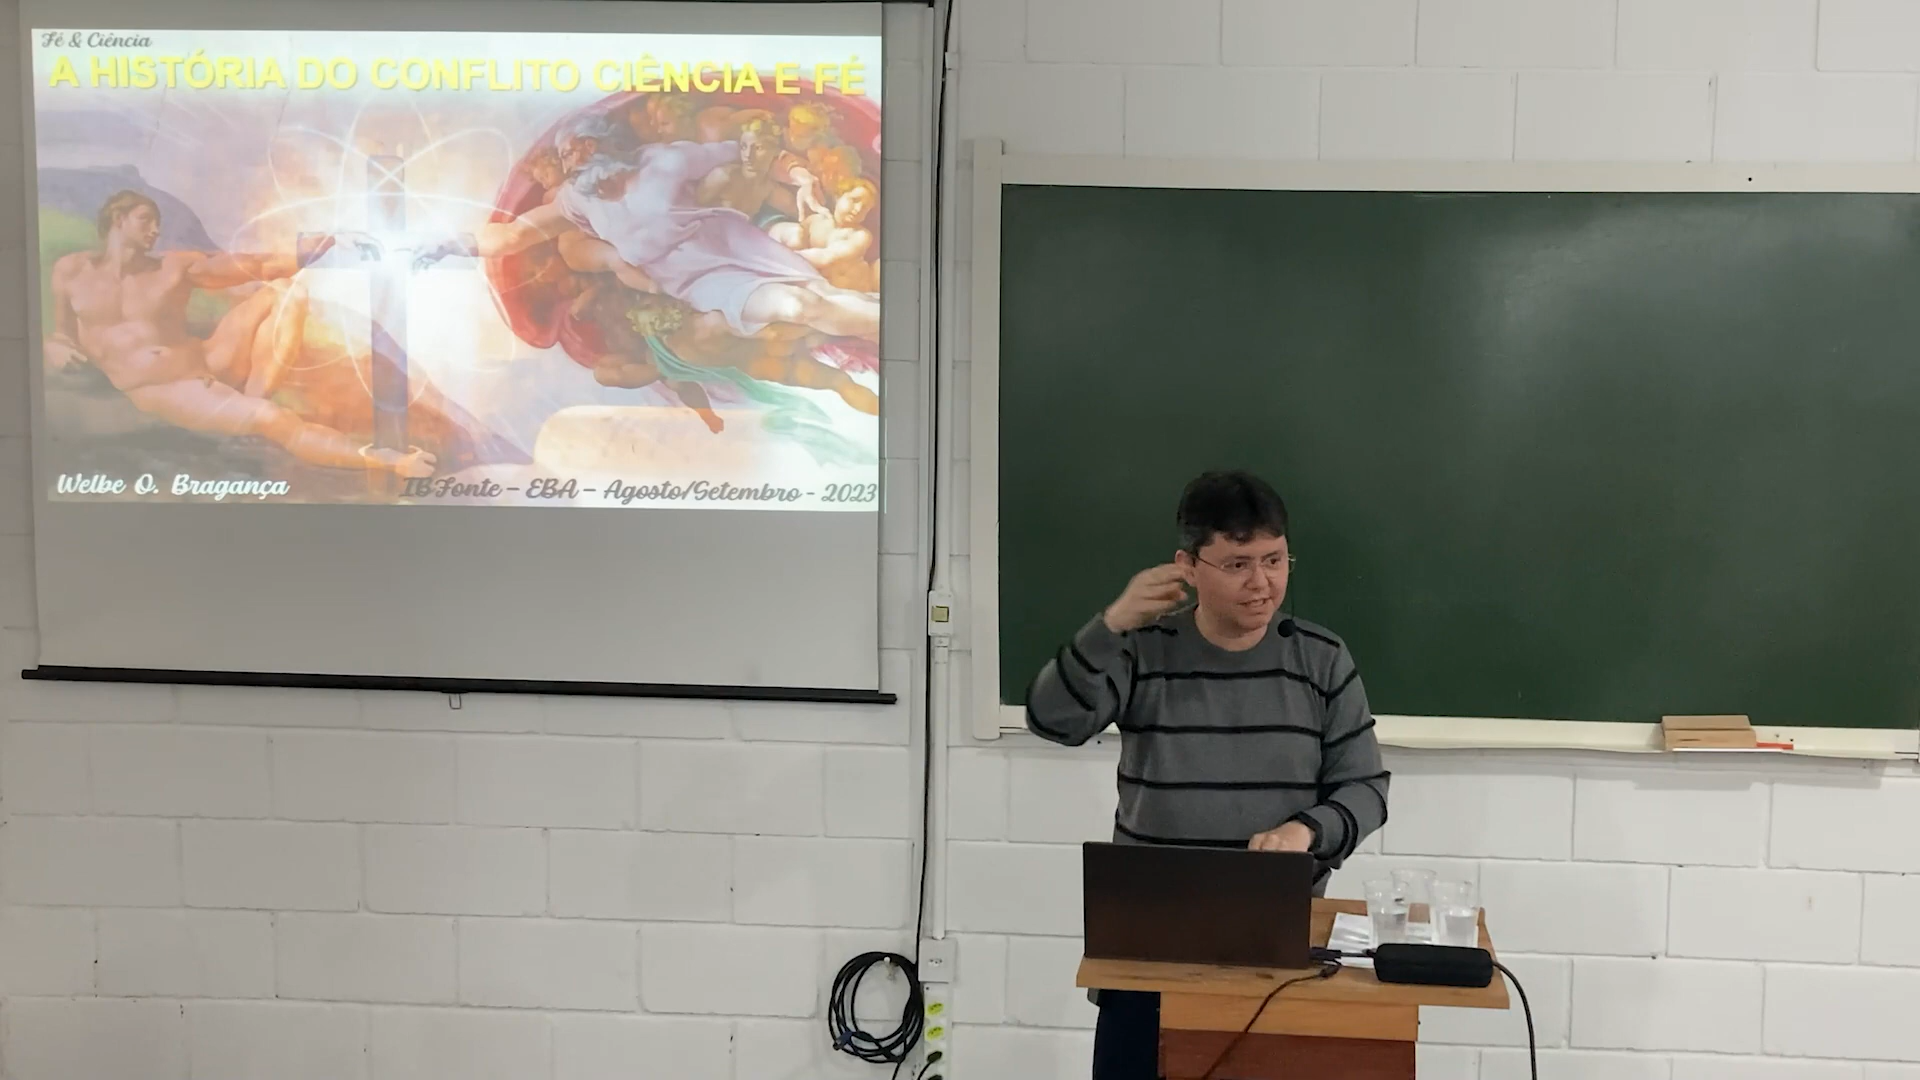 Fé & Ciência
A HISTÓRIA DO CONFLITO CIÊNCIA E FÉ
Welbe O. Bragança
IBFonte - EBA - Agosto/Setembro - 2023